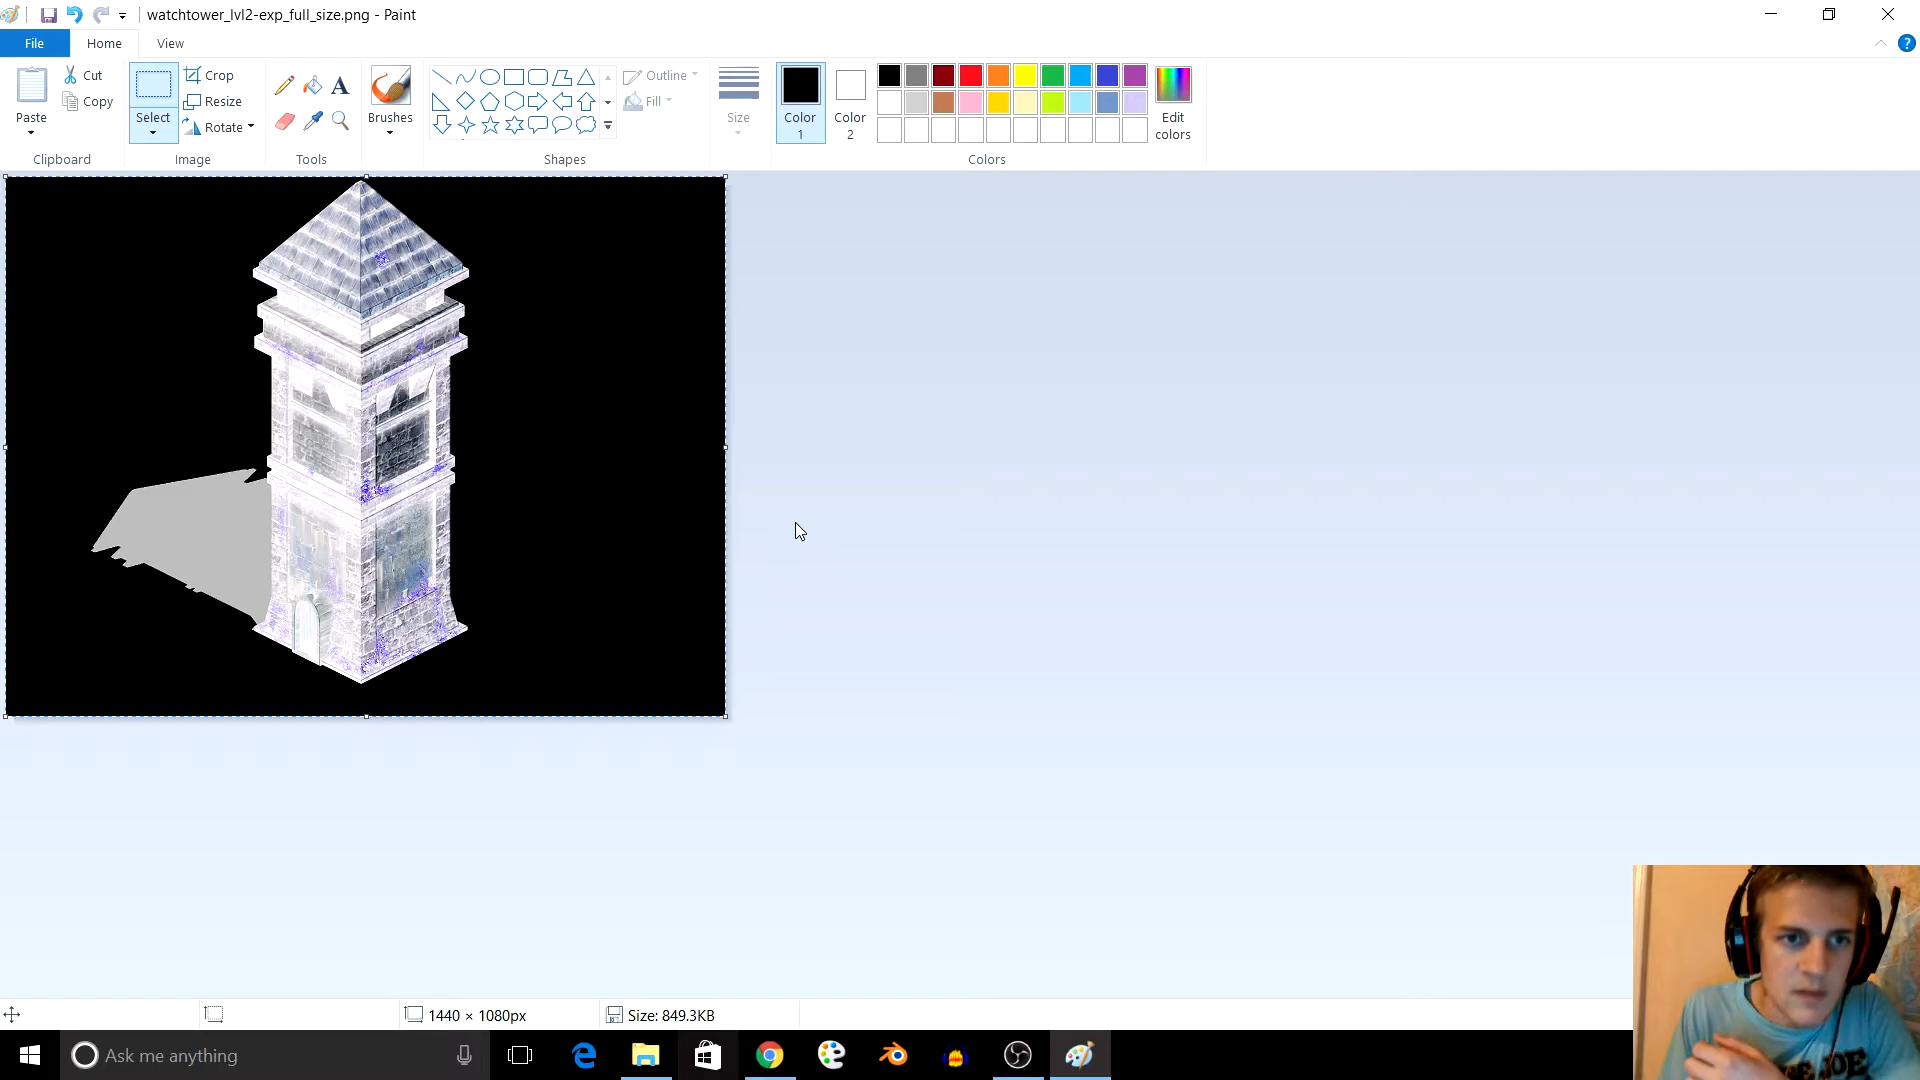 watchtower_lvl2-exp_full_size.png - Paint
File
Home
View
Paste
Cut
Copy
Clipboard
Select
Crop
Resize
Rotate
Image
A
Tools
Brushes
Shapes
Outline
Fill
Size
Color
1
Color
2
Colors
Edit
colors
?
1440 × 1080px
Size: 849.3KB
Ask me anything